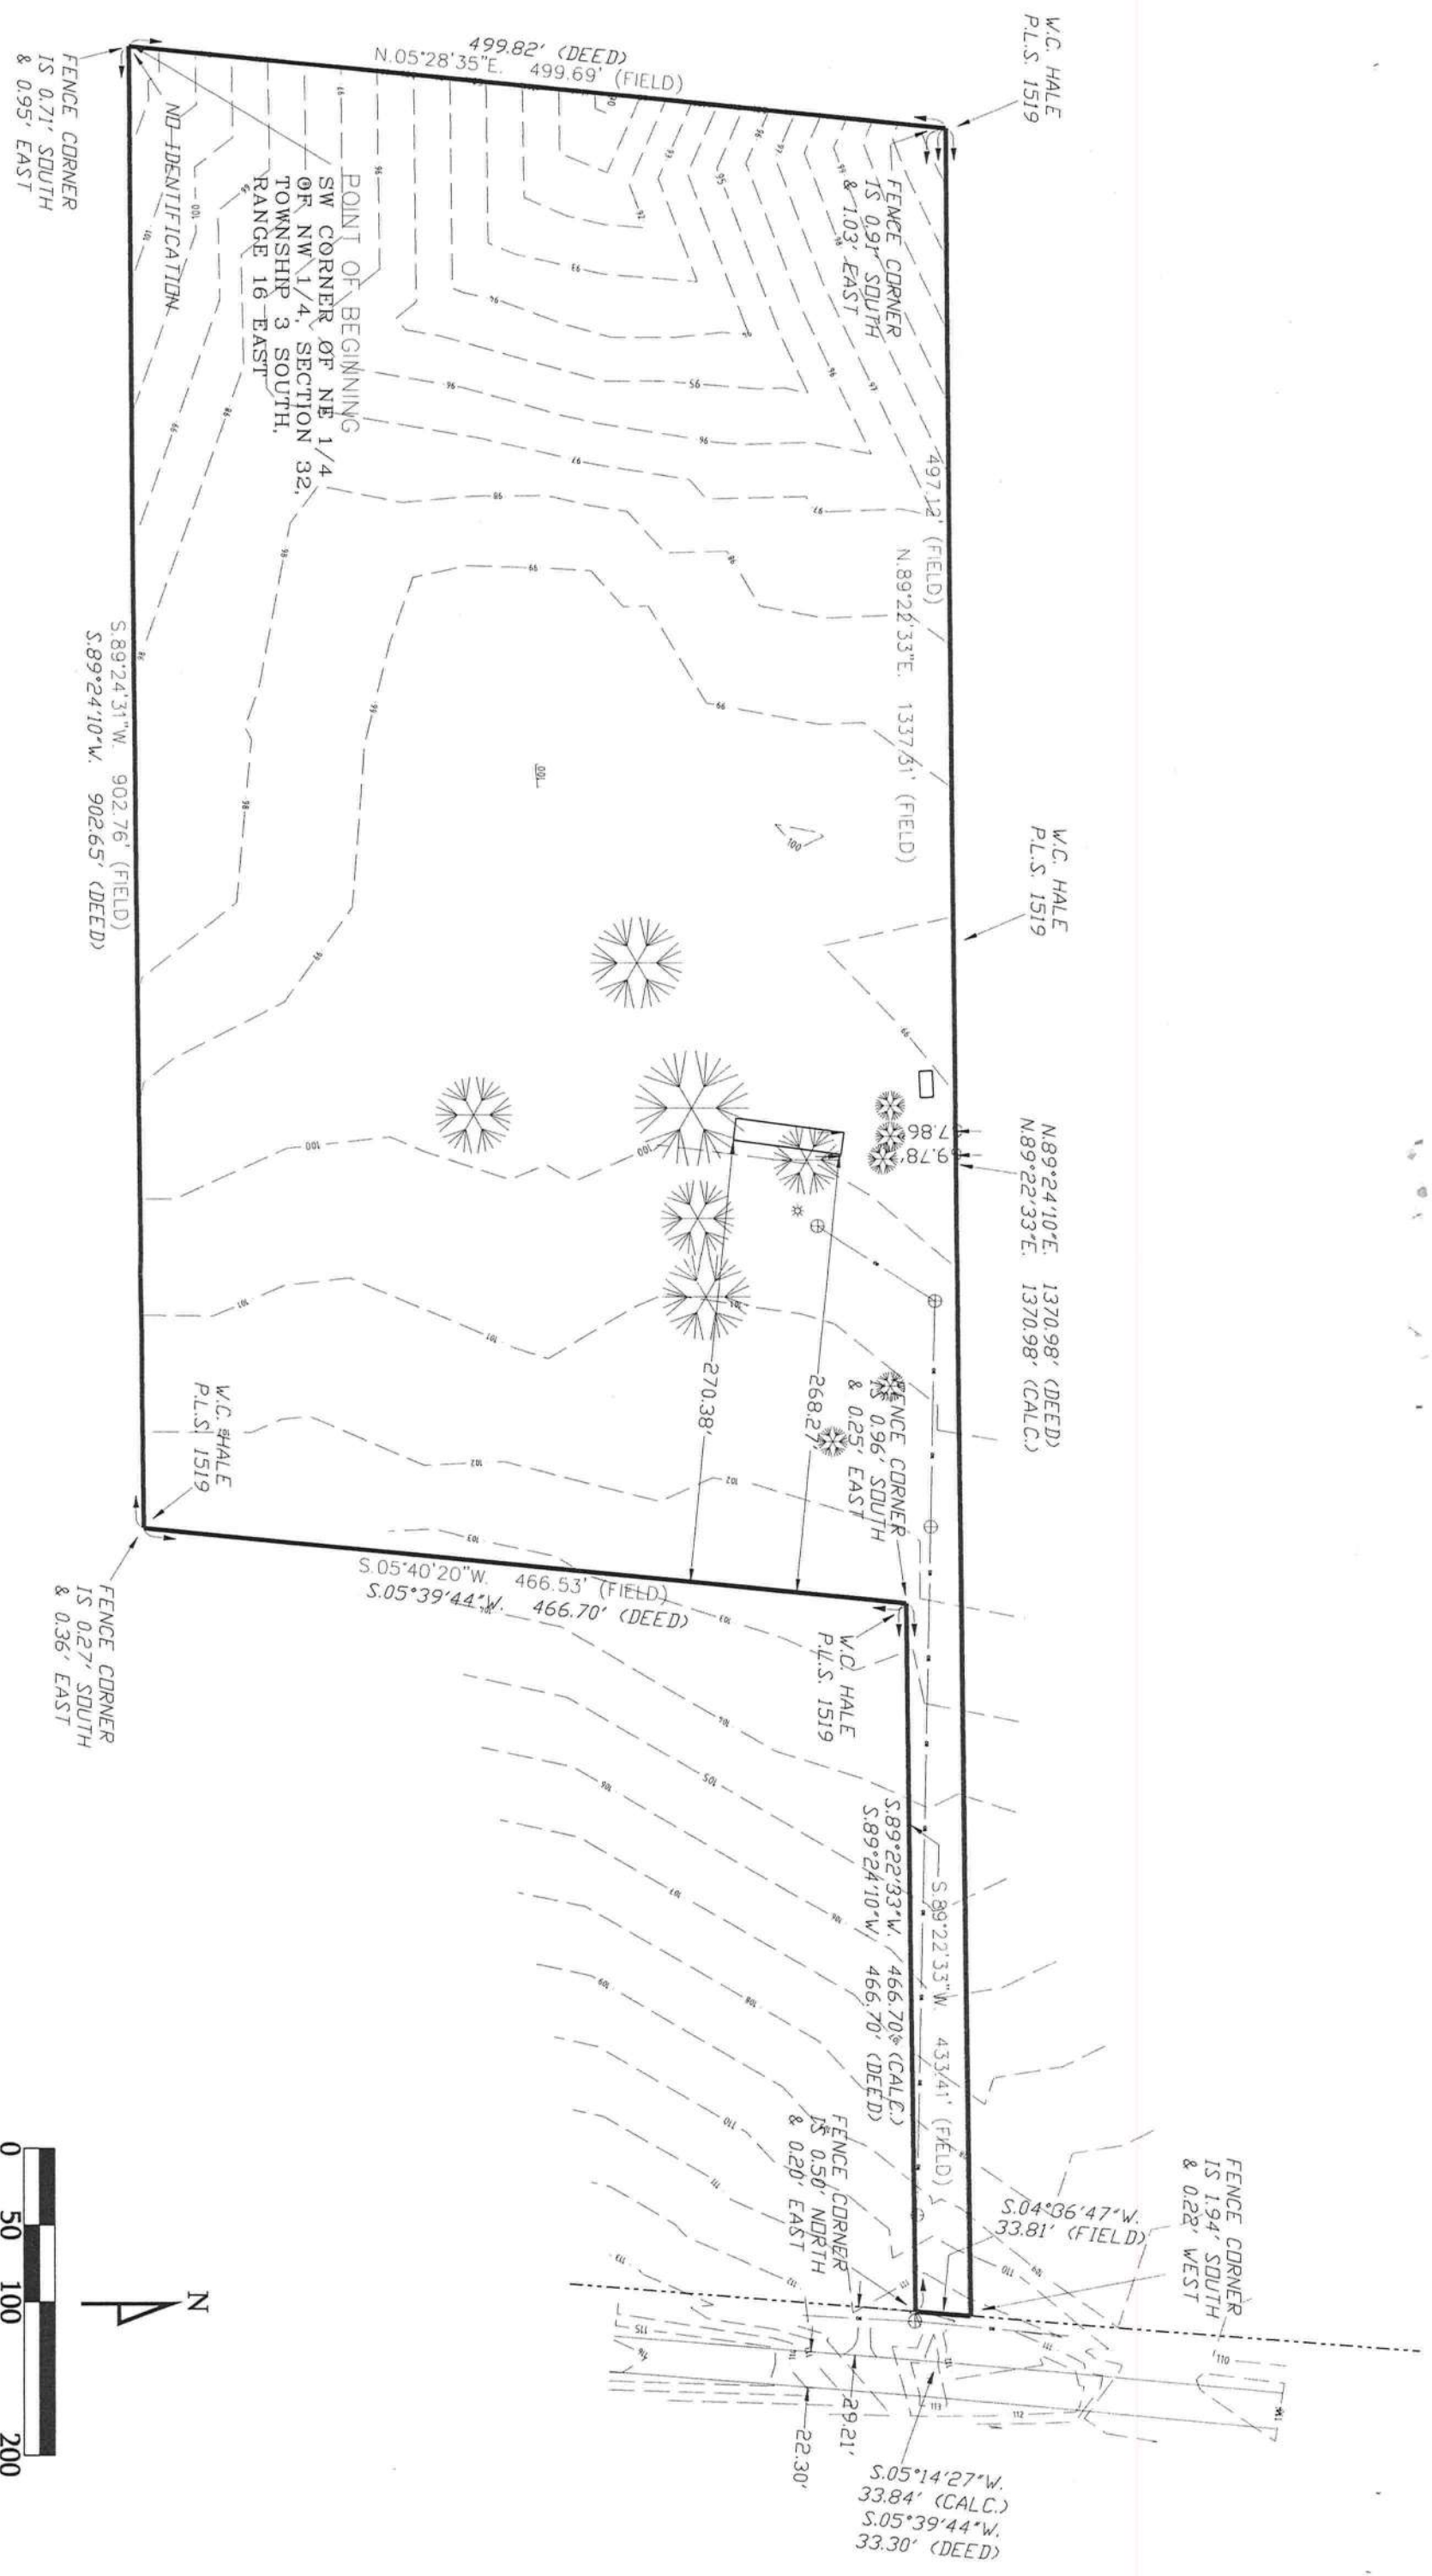 W.C. HALE
P.L.S. 1519
W.C. HALE
P.L.S. 1519
N.89°24'10"E. 1370.98' (DEED)
N.89°22'33"E. 1370.98' (CALC.)
497.12' (FIELD)
N.89°22'33"E. 1337.31' (FIELD)
FENCE CORNER
IS 0.91' SOUTH
& 1.03' EAST
499.82' (DEED)
N.05°28'35"E. 499.69' (FIELD)
POINT OF BEGINNING
SW CORNER OF NE 1/4
OF NW 1/4, SECTION 32,
TOWNSHIP 3 SOUTH,
RANGE 16 EAST
NO IDENTIFICATION
FENCE CORNER
IS 0.71' SOUTH
& 0.95' EAST
S.89°24'31"W. 902.76' (FIELD)
S.89°24'10"W. 902.65' (DEED)
268.27'
270.38'
FENCE CORNER
IS 0.96' SOUTH
& 0.25' EAST
W.C. HALE
P.L.S. 1519
S.05°40'20"W. 466.53' (FIELD)
S.05°39'44"W. 466.70' (DEED)
FENCE CORNER
IS 0.27' SOUTH
& 0.36' EAST
W.C. HALE
P.L.S. 1519
S.89°22'33"W. 433.41' (FIELD)
S.89°22'33"W. 466.70' (CALC.)
S.89°24'10"W. 466.70' (DEED)
FENCE CORNER
IS 1.94' SOUTH
& 0.22' WEST
S.04°36'47"W.
33.81' (FIELD)
FENCE CORNER
IS 0.50' NORTH
& 0.20' EAST
29.21'
22.30'
S.05°14'27"W.
33.84' (CALC.)
S.05°39'44"W.
33.30' (DEED)
N
0 50 100 200